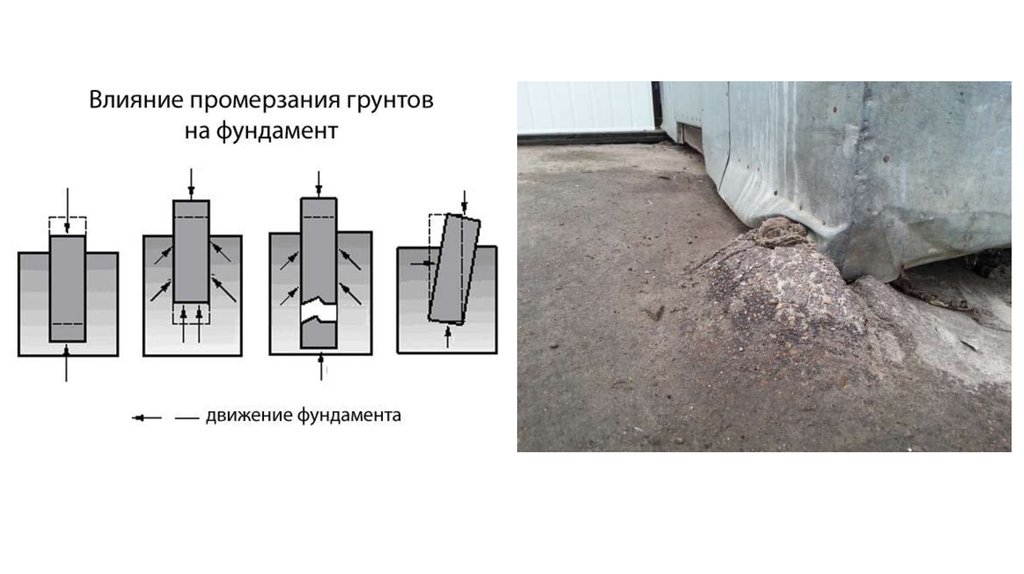 Влияние промерзания грунтов
на фундамент
движение фундамента